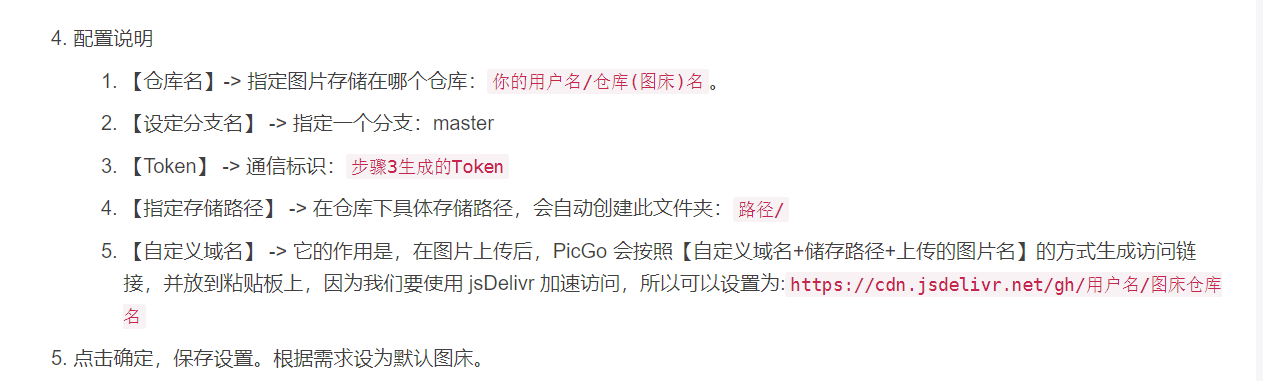 4. 配置说明
1. 【仓库名】-> 指定图片存储在哪个仓库：你的用户名/仓库(图床)名。
2. 【设定分支名】 -> 指定一个分支：master
3. 【Token】 -> 通信标识：步骤3生成的Token
4. 【指定存储路径】 -> 在仓库下具体存储路径，会自动创建此文件夹：路径/
5. 【自定义域名】 -> 它的作用是，在图片上传后，PicGo 会按照【自定义域名+储存路径+上传的图片名】的方式生成访问链
接，并放到粘贴板上，因为我们要使用 jsDelivr 加速访问，所以可以设置为:https://cdn.jsdelivr.net/gh/用户名/图床仓库
名
5. 点击确定，保存设置。根据需求设为默认图床。